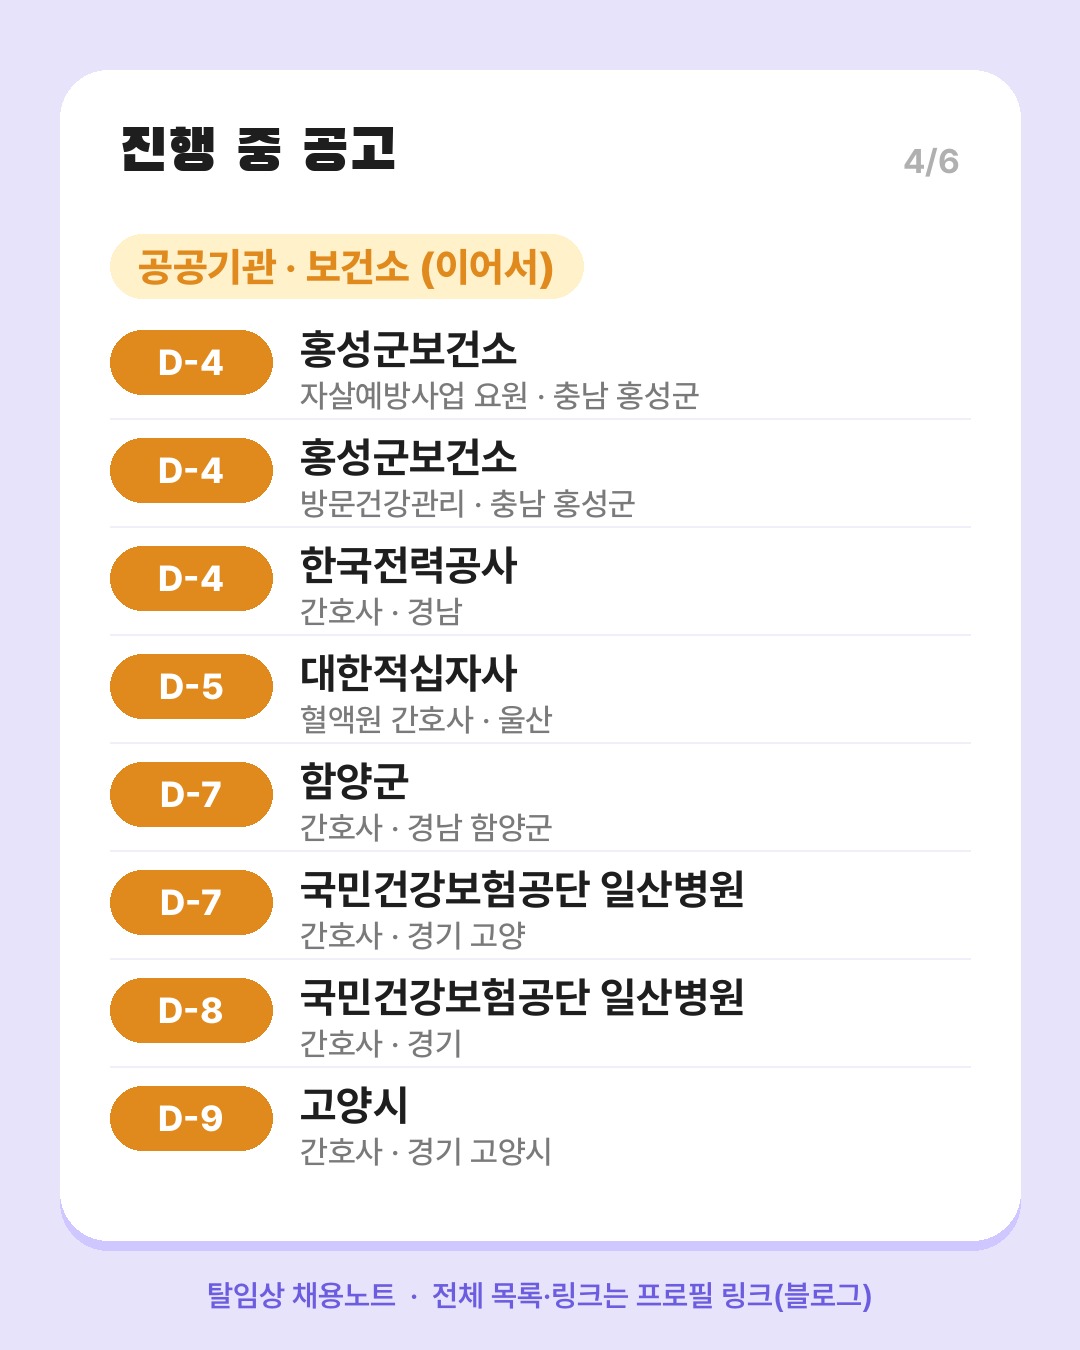 진행 중 공고
4/6
공공기관 · 보건소 (이어서)
D-4
홍성군보건소
자살예방사업 요원 · 충남 홍성군
D-4
홍성군보건소
방문건강관리 · 충남 홍성군
D-4
한국전력공사
간호사 · 경남
D-5
대한적십자사
혈액원 간호사 · 울산
D-7
함양군
간호사 · 경남 함양군
D-7
국민건강보험공단 일산병원
간호사 · 경기 고양
D-8
국민건강보험공단 일산병원
간호사 · 경기
D-9
고양시
간호사 · 경기 고양시
탈임상 채용노트 · 전체 목록·링크는 프로필 링크(블로그)